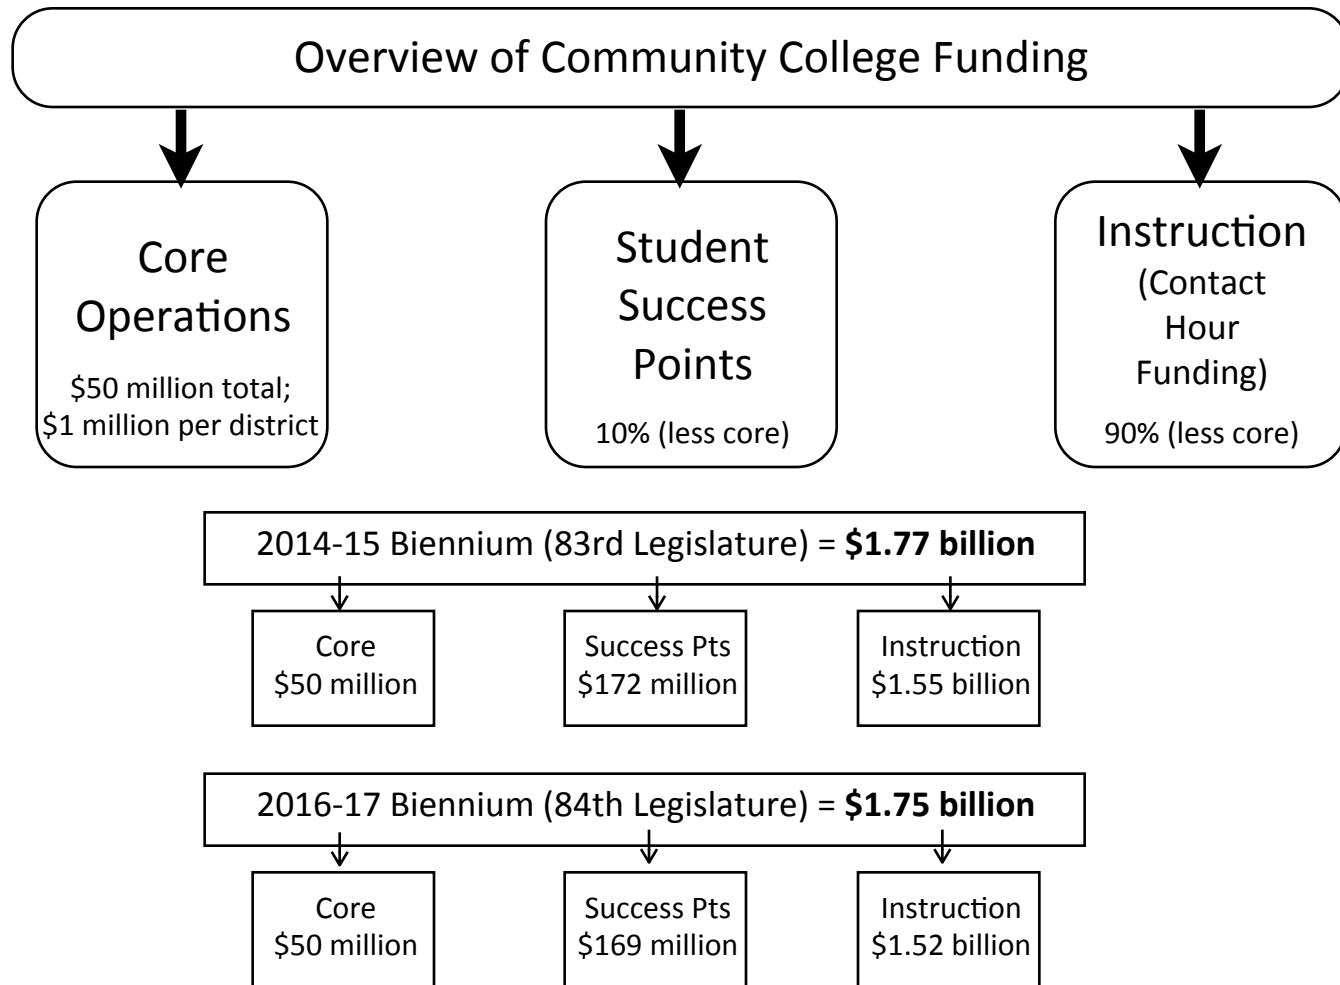 Overview of Community College Funding
Core
Operations
$50 million total;
$1 million per district
Student
Success
Points
10% (less core)
Instruction
(Contact
Hour
Funding)
90% (less core)
2014-15 Biennium (83rd Legislature) = $1.77 billion
Core
$50 million
Success Pts
$172 million
Instruction
$1.55 billion
2016-17 Biennium (84th Legislature) = $1.75 billion
Core
$50 million
Success Pts
$169 million
Instruction
$1.52 billion